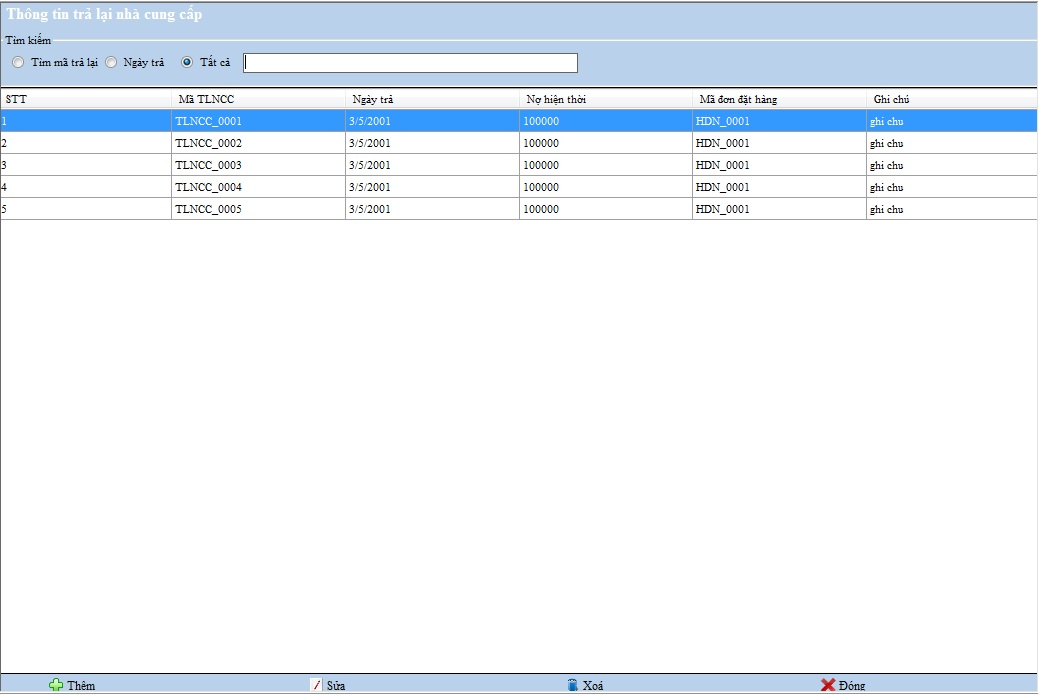 Thông tin trả lại nhà cung cấp
Tìm kiếm
Tìm mã trả lại Ngày trả Tất cả
STT Mã TLNCC Ngày trả Nợ hiện thời Mã đơn đặt hàng Ghi chú
1 TLNCC_0001 3/5/2001 100000 HDN_0001 ghi chu
2 TLNCC_0002 3/5/2001 100000 HDN_0001 ghi chu
3 TLNCC_0003 3/5/2001 100000 HDN_0001 ghi chu
4 TLNCC_0004 3/5/2001 100000 HDN_0001 ghi chu
5 TLNCC_0005 3/5/2001 100000 HDN_0001 ghi chu
Thêm Sửa Xoá Đóng